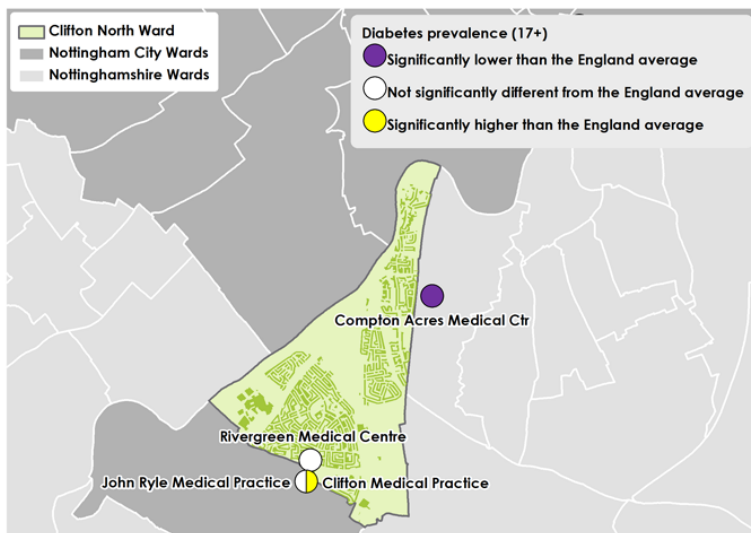 Clifton North Ward
Nottingham City Wards
Nottinghamshire Wards
Diabetes prevalence (17+)
Significantly lower than the England average
Not significantly different from the England average
Significantly higher than the England average
Compton Acres Medical Ctr
Rivergreen Medical Centre
John Ryle Medical Practice
Clifton Medical Practice